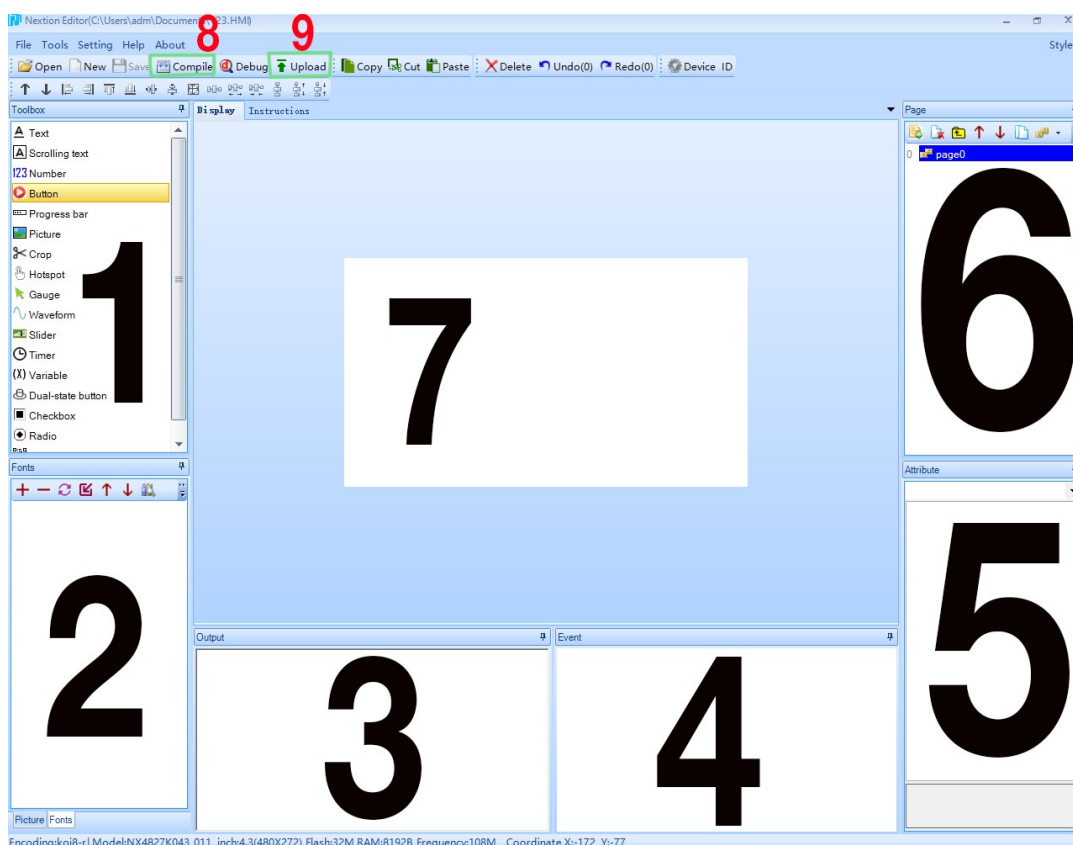 Nextion Editor(C:\Users\adm\Documen 23.HMI)
8 9
File Tools Setting Help About Style
Open New Save Compile Debug Upload Copy Cut Paste Delete Undo(0) Redo(0) Device ID
Toolbox
Display Instructions
Page
Text
Scrolling text
123 Number
Button
Progress bar
Picture
Crop
Hotspot
Gauge
Waveform
Slider
Timer
(X) Variable
Dual-state button
Checkbox
Radio
1
7
0 page0
6
Fonts
2
Picture Fonts
Output
3
Event
4
Attribute
5
Encoding:koi8-r| Model:NX4827K043_011 inch:4.3(480X272) Flash:32M RAM:8192B Frequency:108M Coordinate X:-172 Y:-77